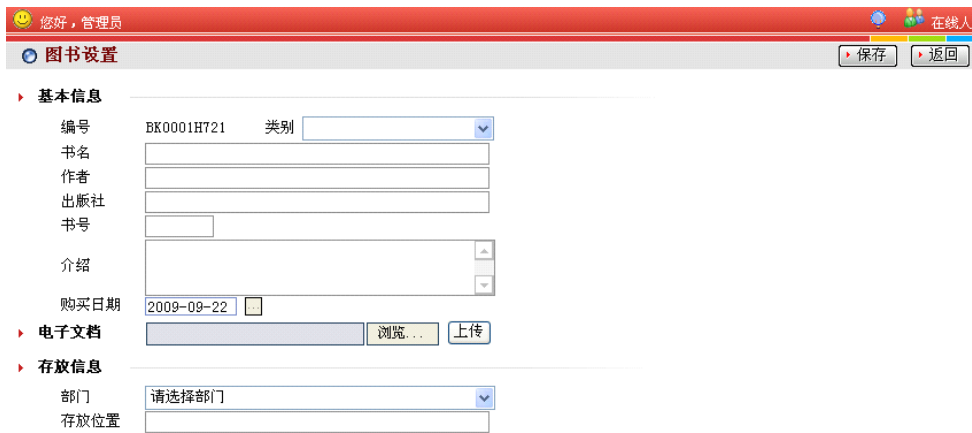 您好，管理员 在线人
图书设置 保存 返回
基本信息
编号 BK0001H721 类别
书名
作者
出版社
书号
介绍
购买日期 2009-09-22 ...
电子文档 浏览... 上传
存放信息
部门 请选择部门
存放位置